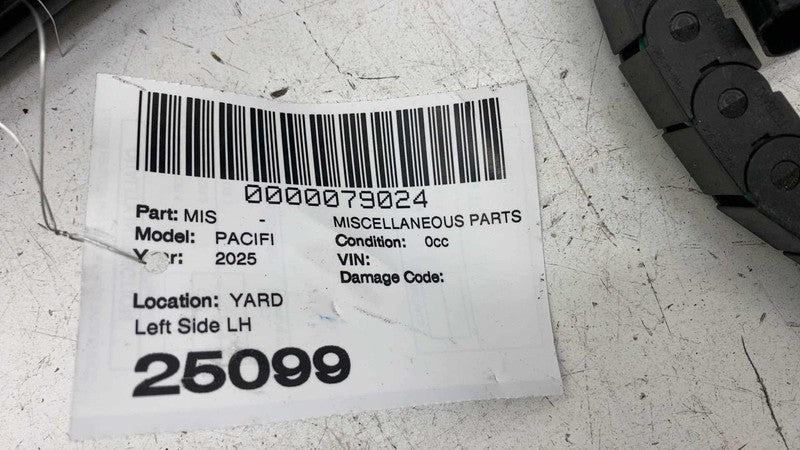 0000079024
Part: MIS - MISCELLANEOUS PARTS
Model: PACIFI Condition: 0cc
Year: 2025 VIN:
Damage Code:
Location: YARD
Left Side LH
25099